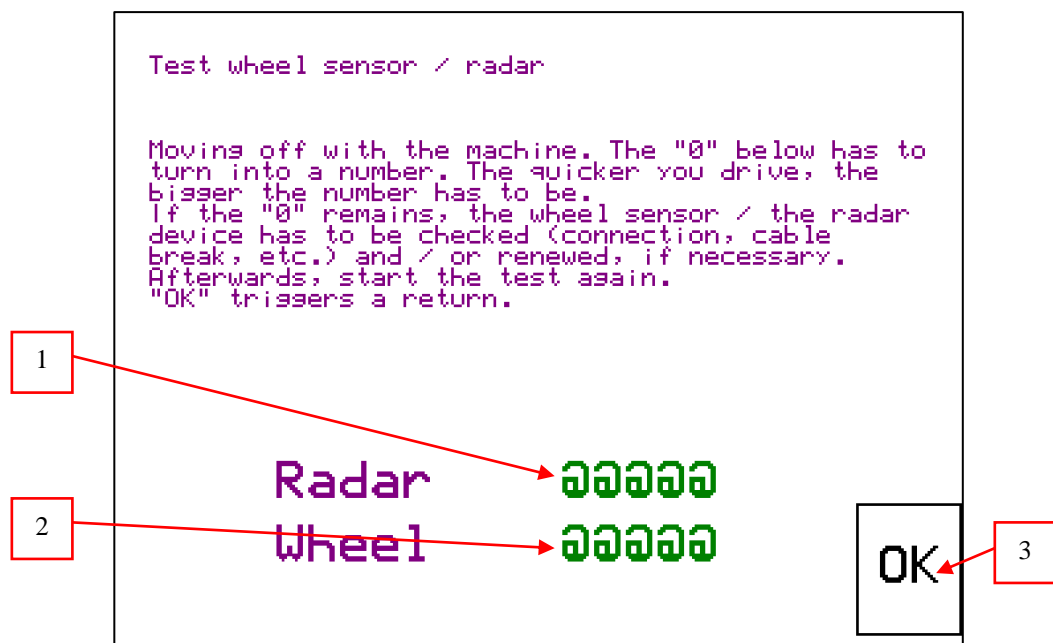 Test wheel sensor / radar
Moving off with the machine. The "0" below has to
turn into a number. The quicker you drive, the
bigger the number has to be.
If the "0" remains, the wheel sensor / the radar
device has to be checked (connection, cable
break, etc.) and / or renewed, if necessary.
Afterwards, start the test again.
"OK" triggers a return.
1
Radar @@@@@
2
Wheel @@@@@
OK
3